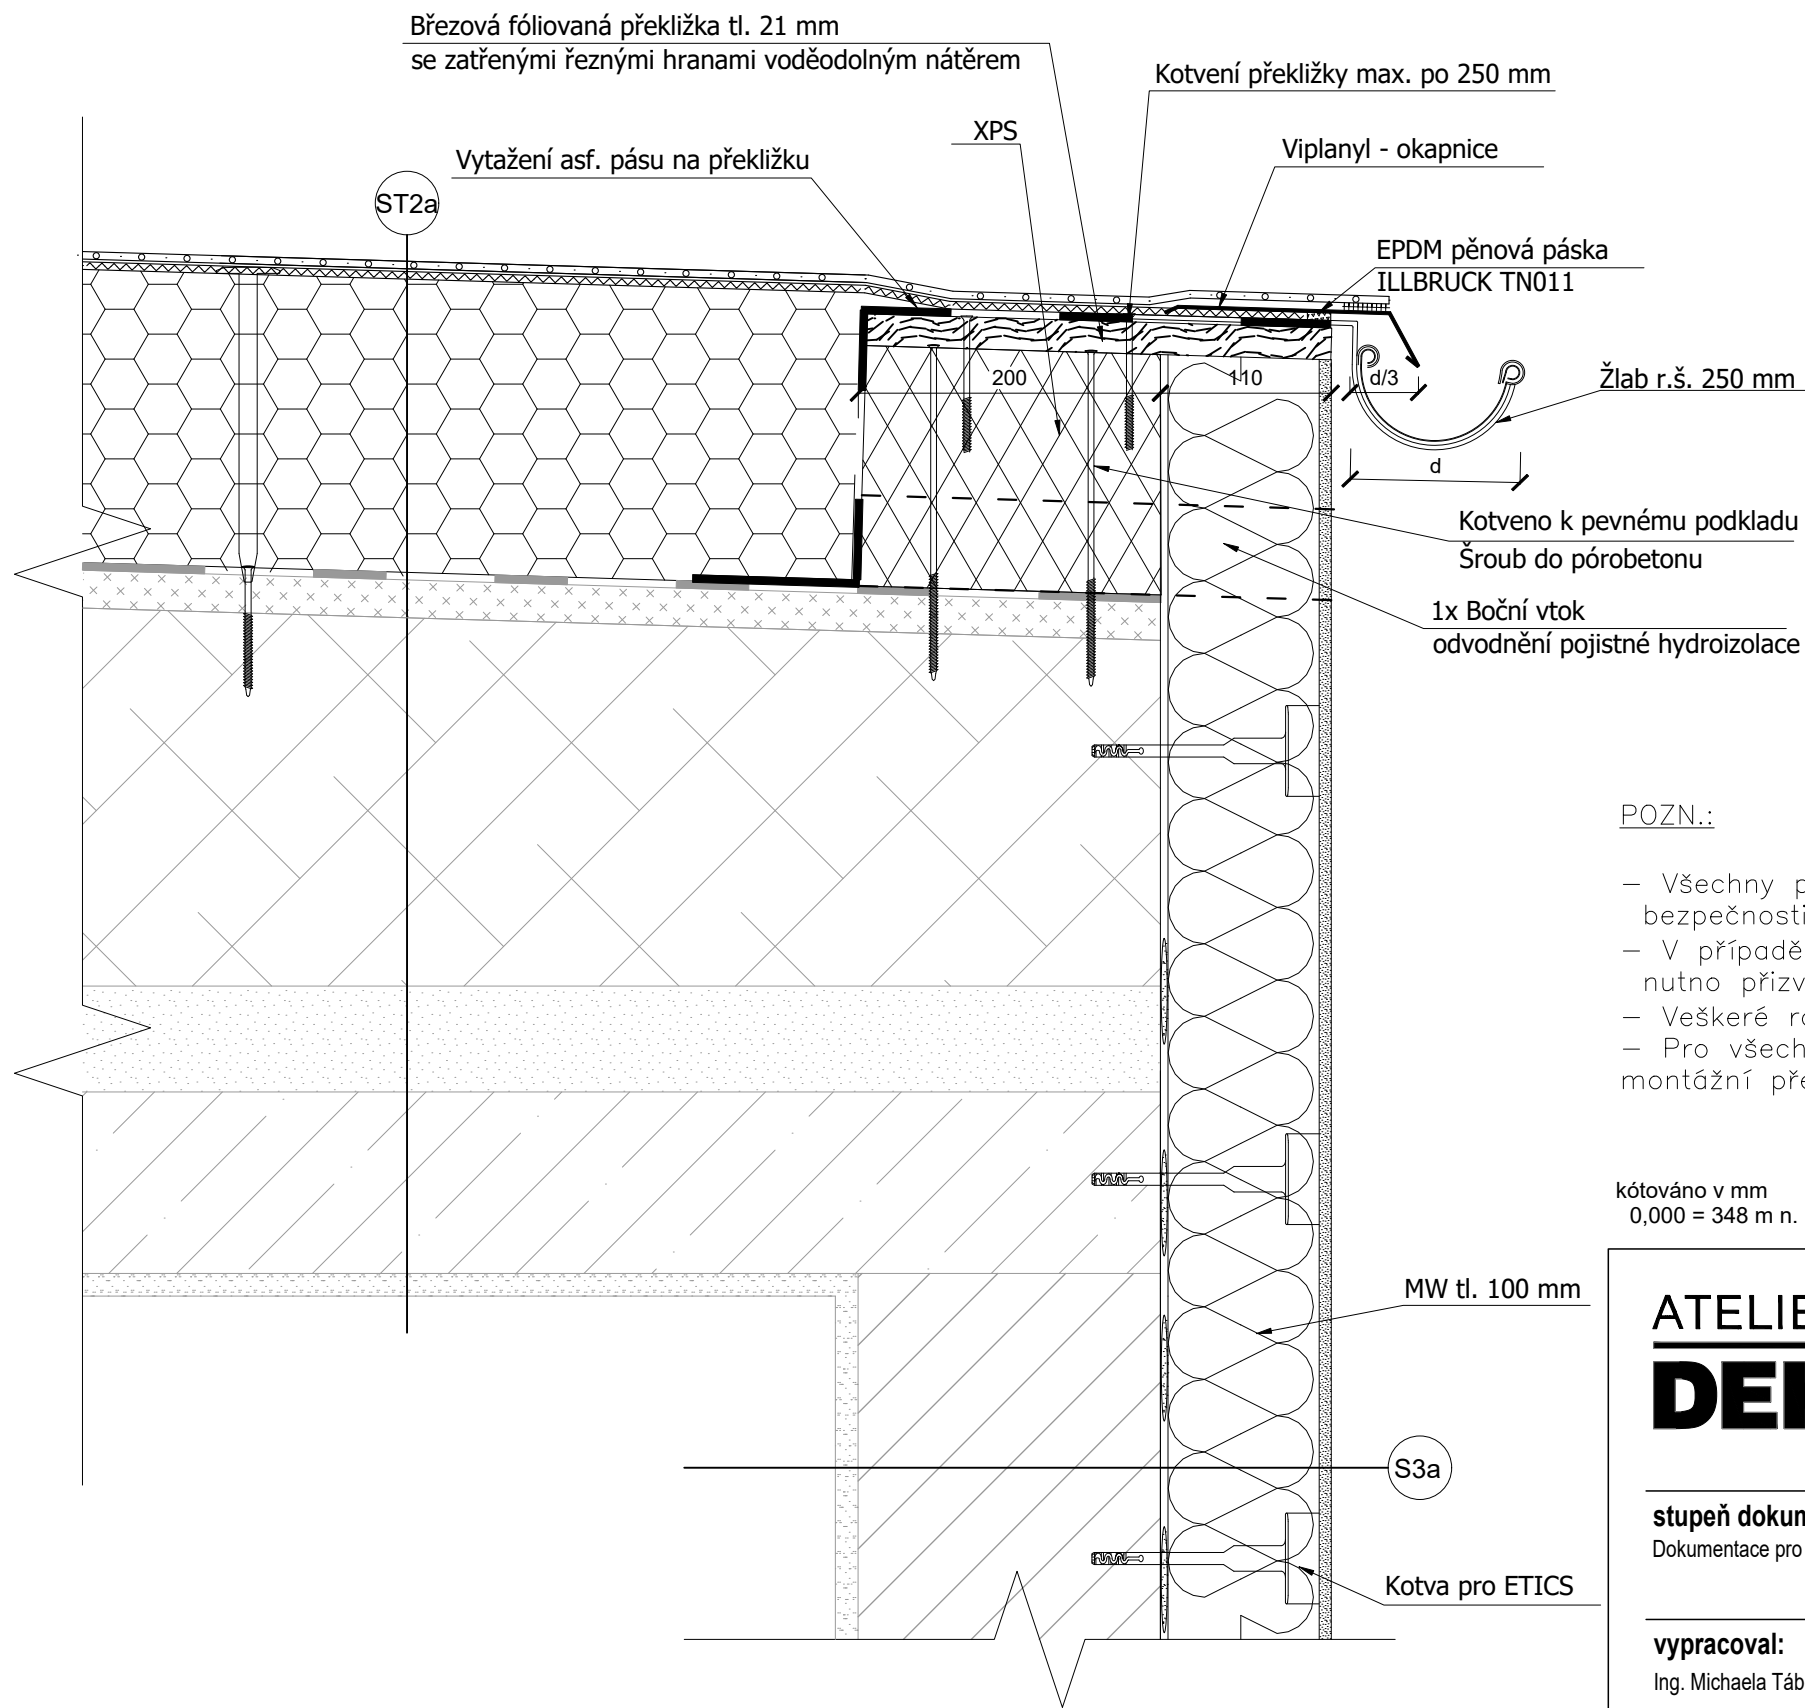 Březová fóliovaná překližka tl. 21 mm
se zatřenými řeznými hranami voděodolným nátěrem
Kotvení překližky max. po 250 mm
XPS
Viplanyl - okapnice
Vytažení asf. pásu na překližku
ST2a
EPDM pěnová páska
ILLBRUCK TN011
200
110
d/3
Žlab r.š. 250 mm
d
Kotveno k pevnému podkladu
Šroub do pórobetonu
1x Boční vtok
odvodnění pojistné hydroizolace
POZN.:
– Všechny p
bezpečnosti
– V případě
nutno přizv
– Veškeré
– Pro všech
montážní pře
kótováno v mm
0,000 = 348 m n.
MW tl. 100 mm
ATELIE
DE
S3a
stupeň dokum
Dokumentace pro
Kotva pro ETICS
vypracoval:
Ing. Michaela Táb